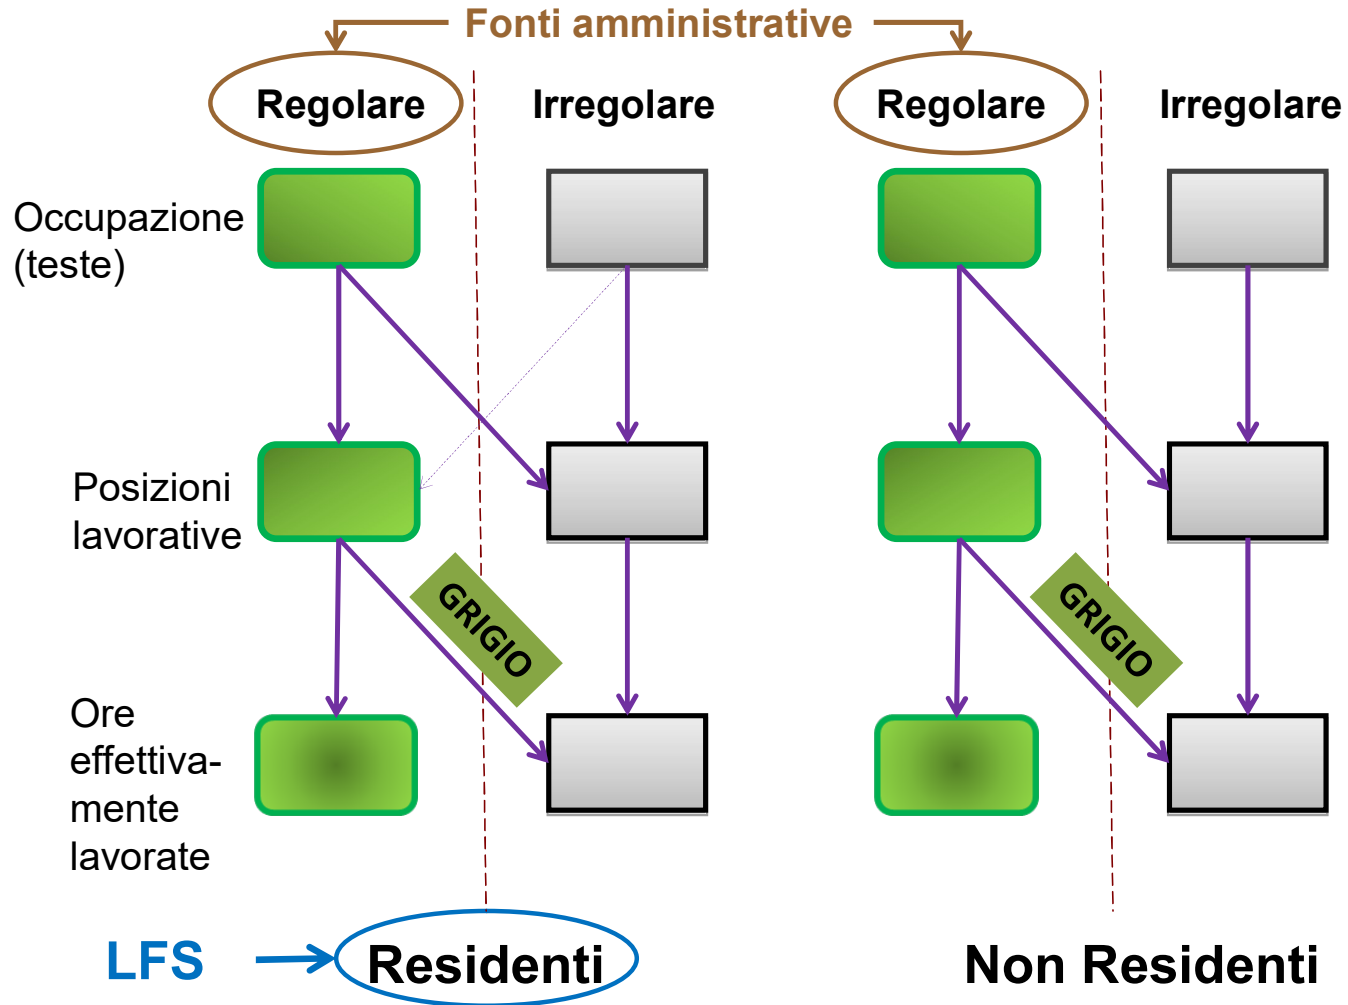 Fonti amministrative
Regolare
Irregolare
Regolare
Irregolare
Occupazione
(teste)
Posizioni
lavorative
GRIGIO
GRIGIO
Ore
effettiva-
mente
lavorate
LFS
Residenti
Non Residenti